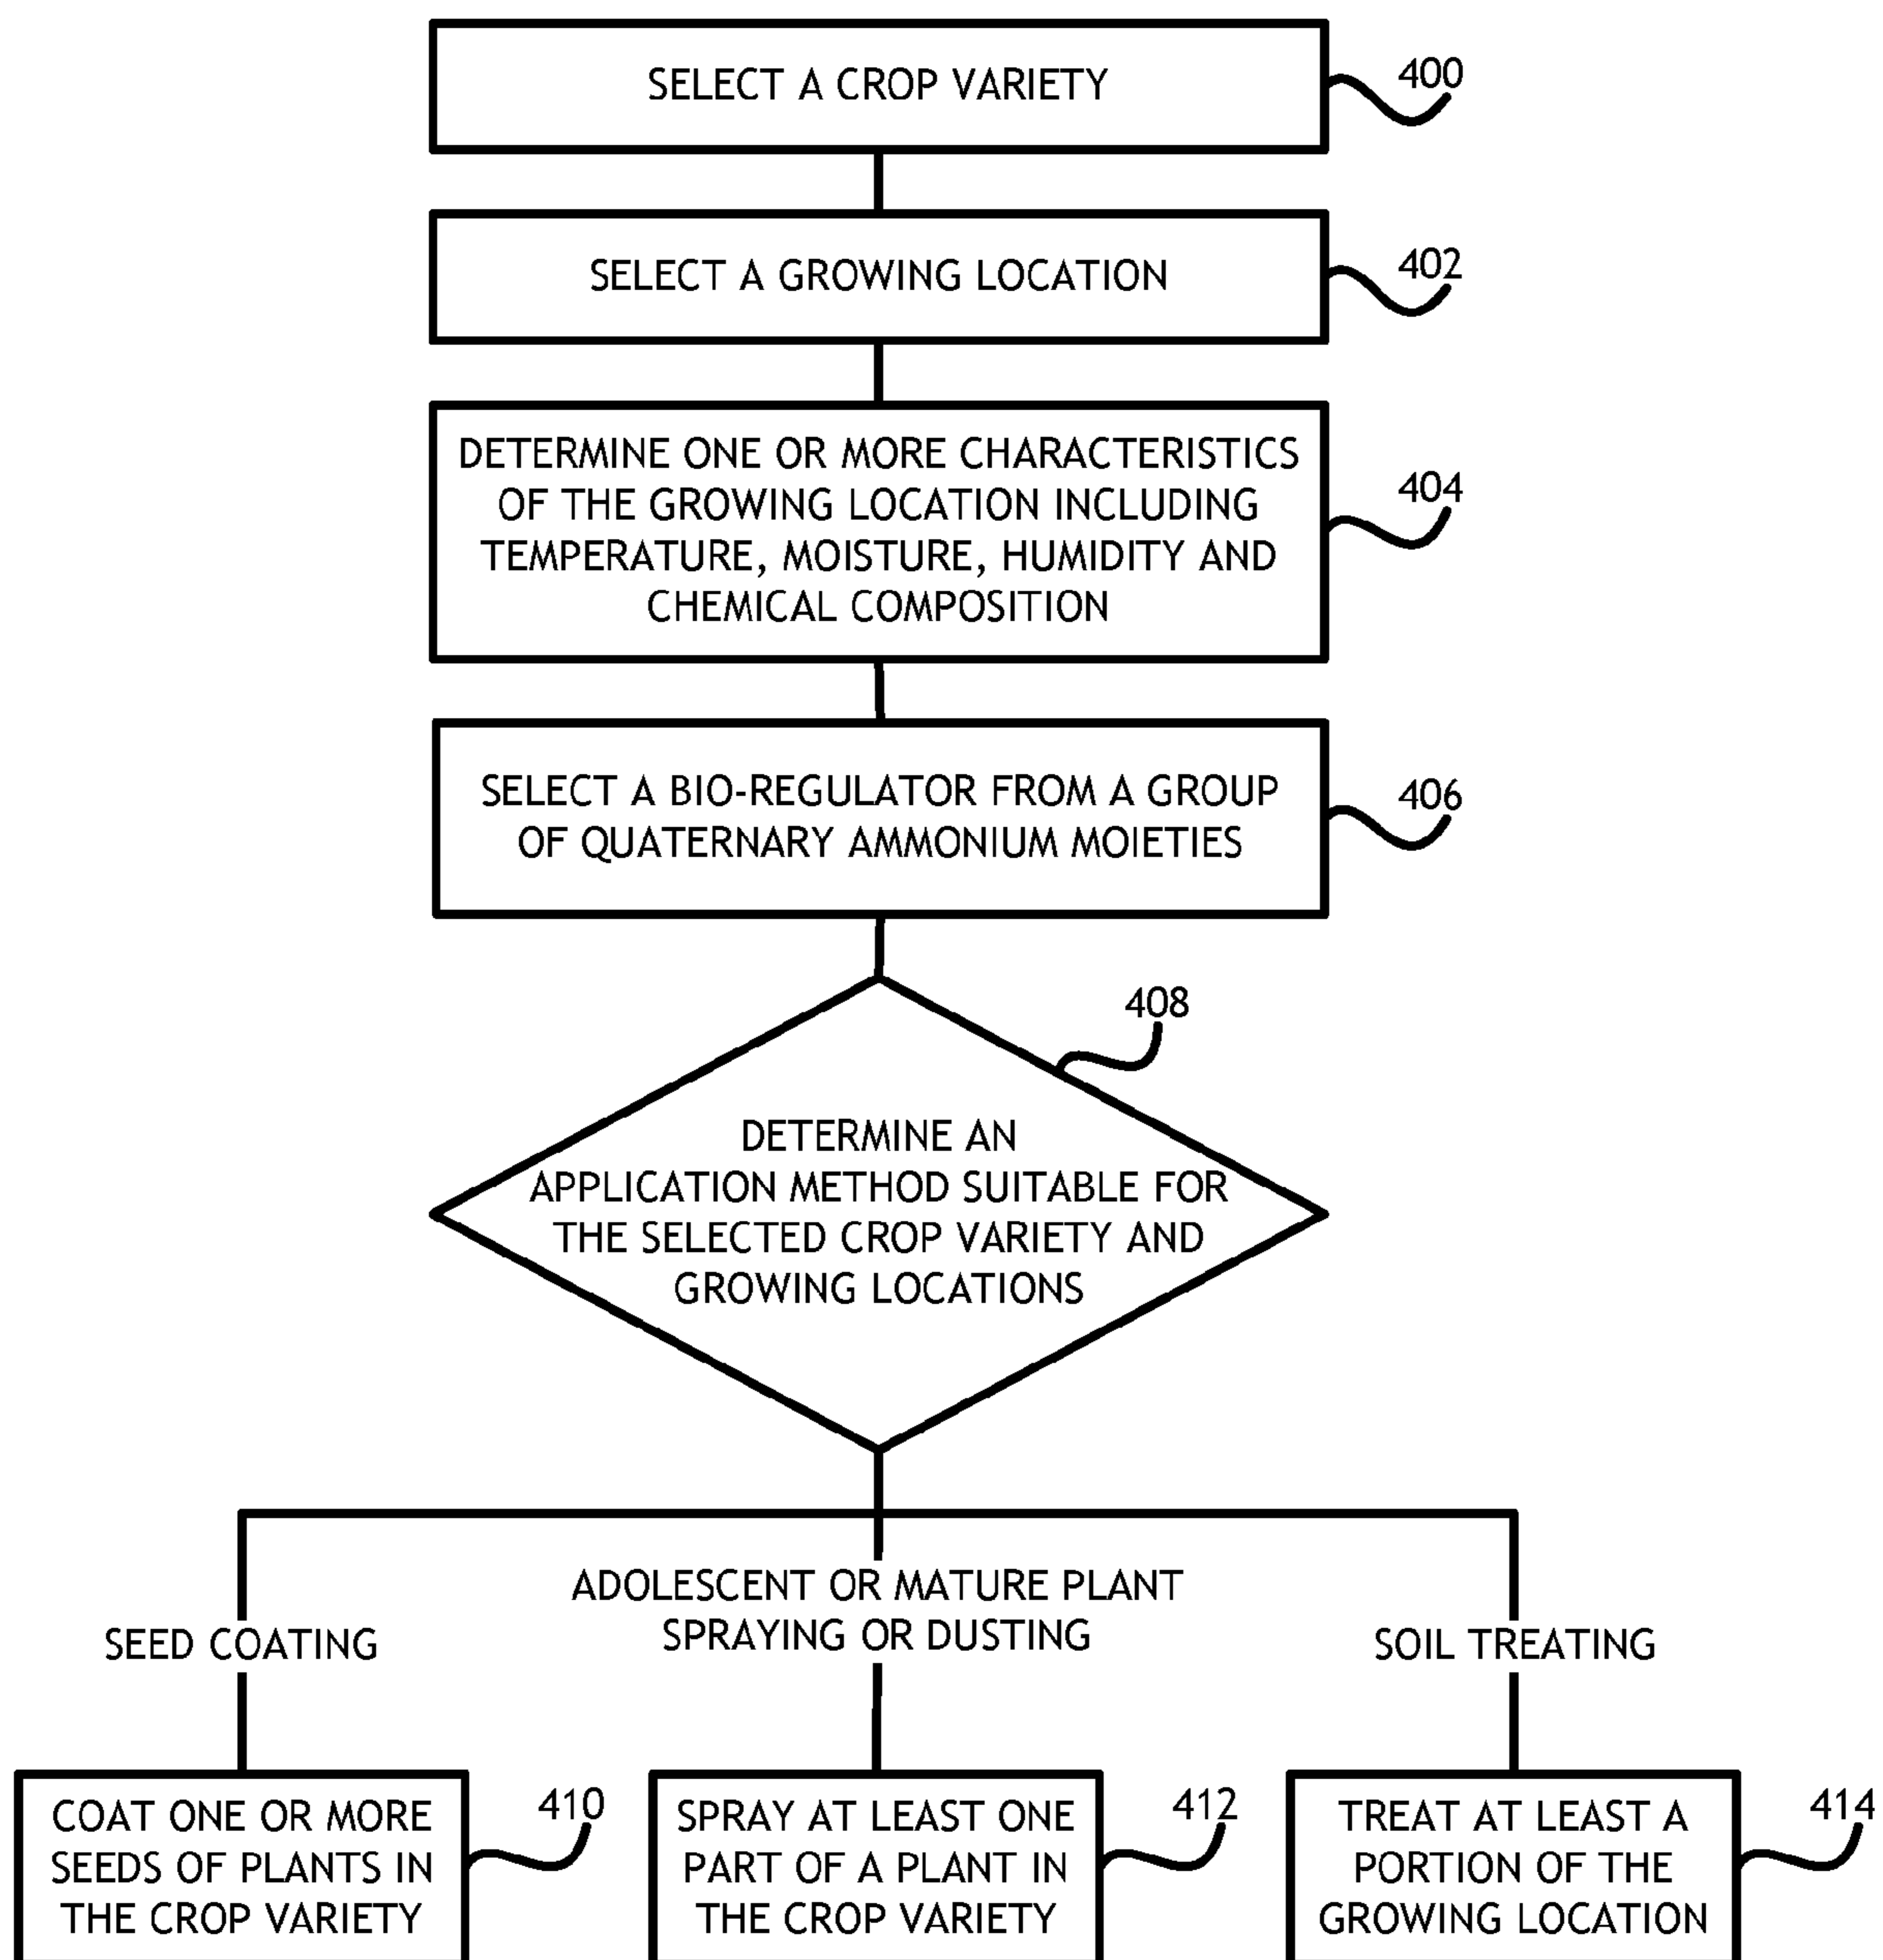 SELECT A CROP VARIETY
400
SELECT A GROWING LOCATION
402
DETERMINE ONE OR MORE CHARACTERISTICS
OF THE GROWING LOCATION INCLUDING
TEMPERATURE, MOISTURE, HUMIDITY AND
CHEMICAL COMPOSITION
404
SELECT A BIO-REGULATOR FROM A GROUP
OF QUATERNARY AMMONIUM MOIETIES
406
408
DETERMINE AN
APPLICATION METHOD SUITABLE FOR
THE SELECTED CROP VARIETY AND
GROWING LOCATIONS
SEED COATING
ADOLESCENT OR MATURE PLANT
SPRAYING OR DUSTING
SOIL TREATING
COAT ONE OR MORE
SEEDS OF PLANTS IN
THE CROP VARIETY
410
SPRAY AT LEAST ONE
PART OF A PLANT IN
THE CROP VARIETY
412
TREAT AT LEAST A
PORTION OF THE
GROWING LOCATION
414